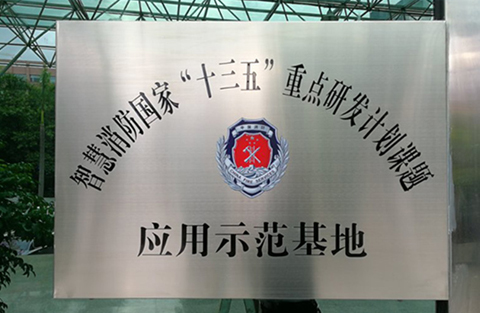 智慧消防国家“十三五”重点研发计划课题
应用示范基地